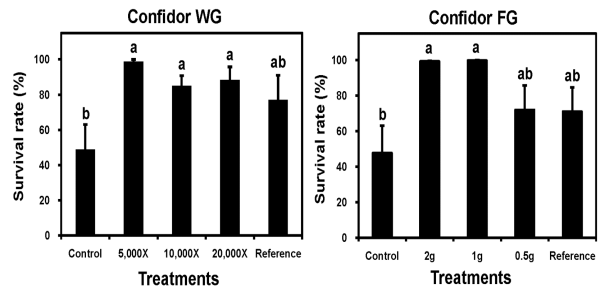 Confidor WG
Survival rate (%)
100
80
60
40
20
0
b
a
a
a
ab
Control 5,000X 10,000X 20,000X Reference
Treatments
Confidor FG
Survival rate (%)
100
80
60
40
20
0
b
a
a
ab
ab
Control 2g 1g 0.5g Reference
Treatments